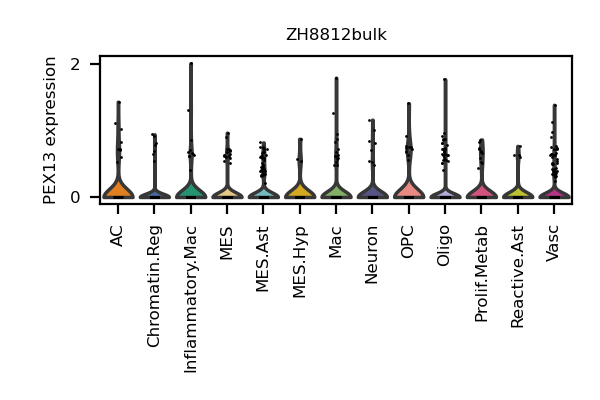 ZH8812bulk
PEX13 expression
2
0
AC
Chromatin.Reg
Inflammatory.Mac
MES
MES.Ast
MES.Hyp
Mac
Neuron
OPC
Oligo
Prolif.Metab
Reactive.Ast
Vasc